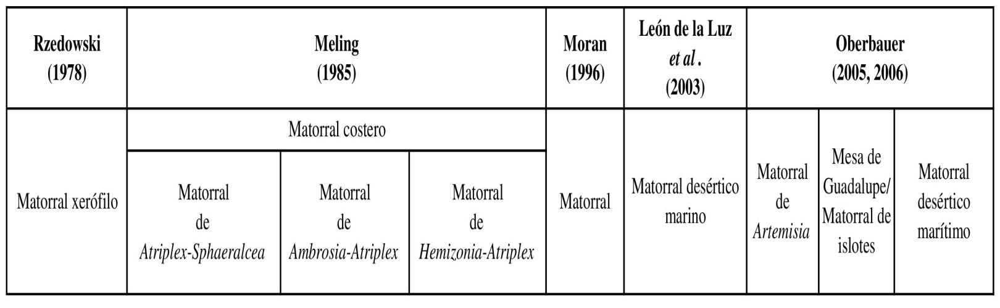 Rzedowski
(1978)
Meling
(1985)
Moran
(1996)
León de la Luz
et al .
(2003)
Oberbauer
(2005, 2006)
Matorral xerófilo
Matorral costero
Matorral
de
Atriplex-Sphaeralcea
Matorral
de
Ambrosia-Atriplex
Matorral
de
Hemizonia-Atriplex
Matorral
Matorral desértico
marino
Matorral
de
Artemisia
Mesa de
Guadalupe/
Matorral de
islotes
Matorral
desértico
marítimo